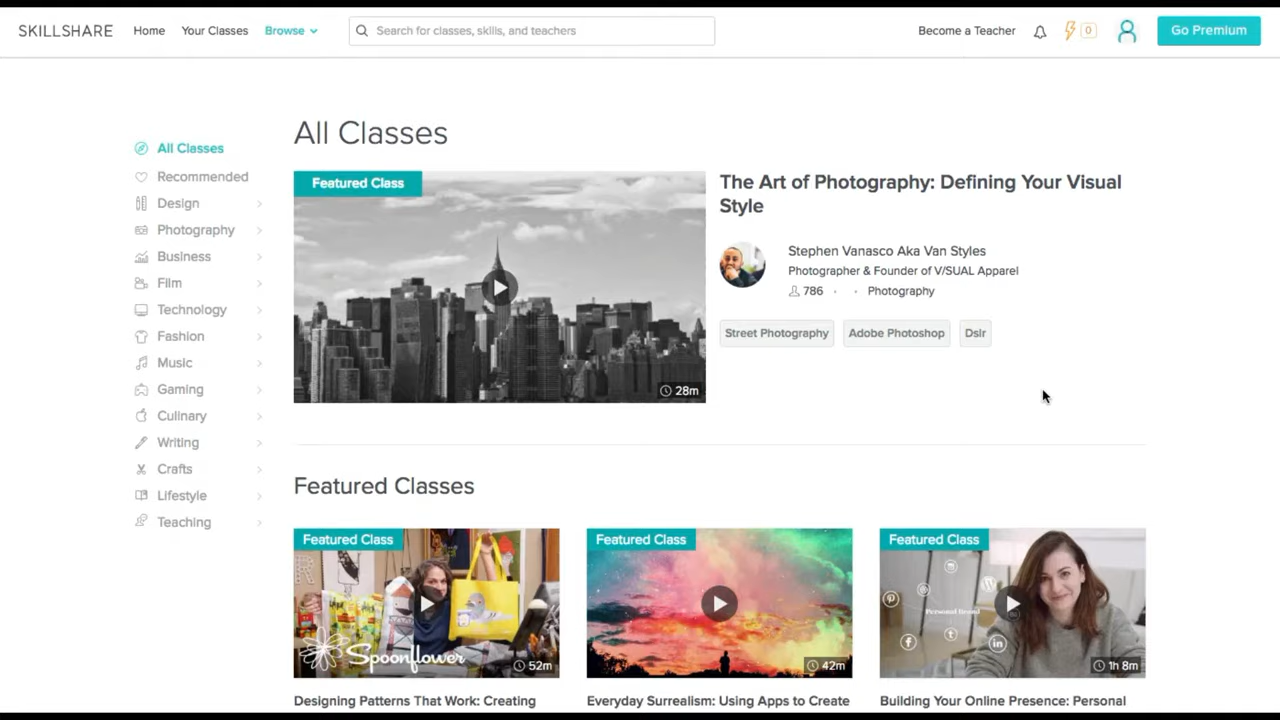 SKILLSHARE Home Your Classes Browse Search for classes, skills, and teachers Become a Teacher 0 Go Premium
All Classes
Recommended
Design
Photography
Business
Film
Technology
Fashion
Music
Gaming
Culinary
Writing
Crafts
Lifestyle
Teaching
All Classes
Featured Class
28m
The Art of Photography: Defining Your Visual
Style
Stephen Vanasco Aka Van Styles
Photographer & Founder of V/SUAL Apparel
786 · · Photography
Street Photography Adobe Photoshop Dslr
Featured Classes
Featured Class
Spoonflower
52m
Designing Patterns That Work: Creating
Featured Class
42m
Everyday Surrealism: Using Apps to Create
Featured Class
Personal Brand
1h 8m
Building Your Online Presence: Personal